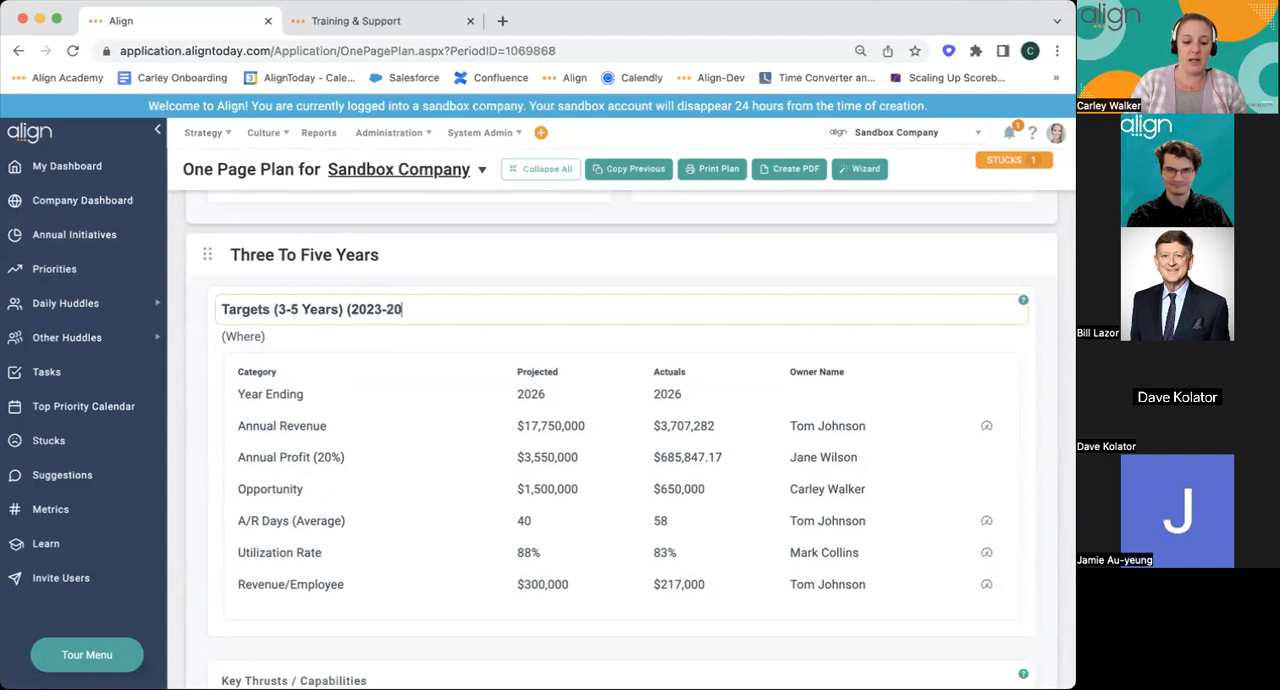 Align
Training & Support
application.aligntoday.com/Application/OnePagePlan.aspx?PeriodID=1069868
Align Academy
Carley Onboarding
AlignToday - Cale...
Salesforce
Confluence
Align
Calendly
Align-Dev
Time Converter an...
Scaling Up Scoreb...
»
Welcome to Align! You are currently logged into a sandbox company. Your sandbox account will disappear 24 hours from the time of creation.
align
Strategy
Culture
Reports
Administration
System Admin
align
Sandbox Company
1
One Page Plan for Sandbox Company
Collapse All
Copy Previous
Print Plan
Create PDF
Wizard
STUCKS 1
My Dashboard
Company Dashboard
Annual Initiatives
Priorities
Daily Huddles
Other Huddles
Tasks
Top Priority Calendar
Stucks
Suggestions
Metrics
Learn
Invite Users
Tour Menu
Three To Five Years
Targets (3-5 Years) (2023-20
(Where)
Category Projected Actuals Owner Name
Year Ending 2026 2026
Annual Revenue $17,750,000 $3,707,282 Tom Johnson
Annual Profit (20%) $3,550,000 $685,847.17 Jane Wilson
Opportunity $1,500,000 $650,000 Carley Walker
A/R Days (Average) 40 58 Tom Johnson
Utilization Rate 88% 83% Mark Collins
Revenue/Employee $300,000 $217,000 Tom Johnson
Key Thrusts / Capabilities
align
Carley Walker
align
Bill Lazor
Dave Kolator
Dave Kolator
J
Jamie Au-yeung